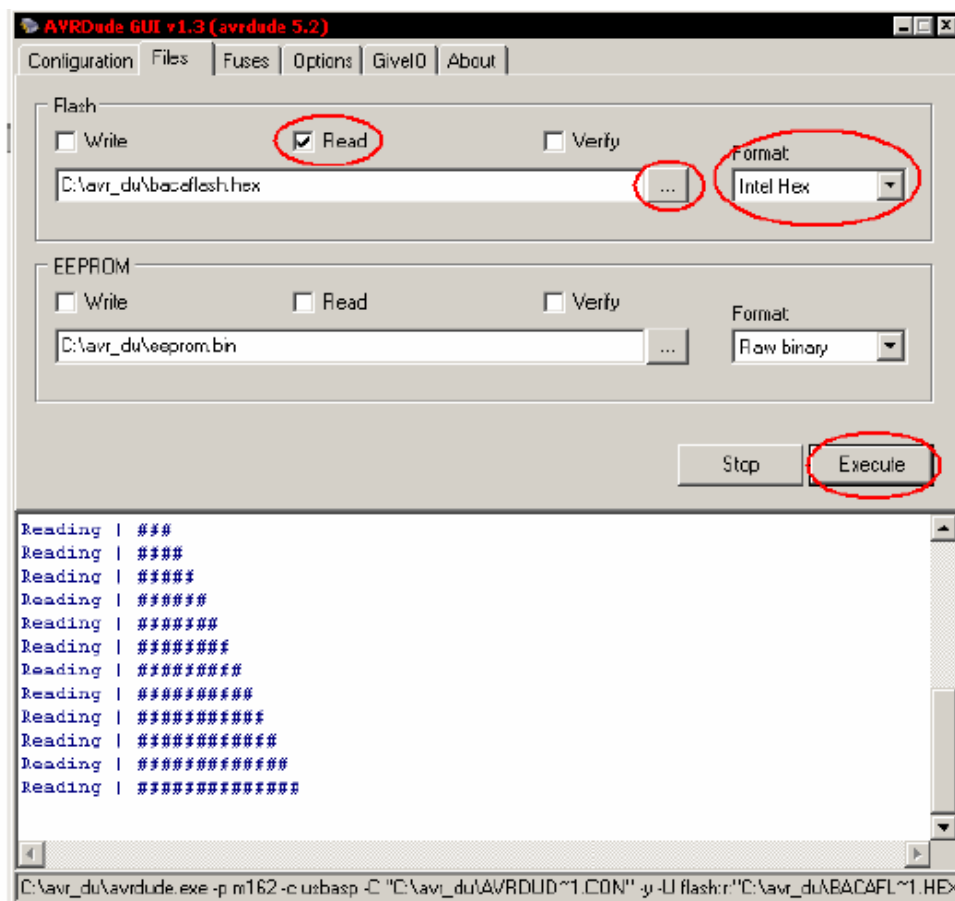 AVRDude GUI v1.3 (avrdude 5.2)
Configuration Files Fuses Options GiveIO About
Flash
Write Read Verify
Format
C:\avr_du\bacaflash.hex ... Intel Hex
EEPROM
Write Read Verify
Format
C:\avr_du\eeprom.bin ... Raw binary
Stop Execute
Reading | ###
Reading | ####
Reading | #####
Reading | ######
Reading | #######
Reading | ########
Reading | #########
Reading | ##########
Reading | ###########
Reading | ############
Reading | #############
Reading | ##############
C:\avr_du\avrdude.exe -p m162 -c usbasp -C "C:\avr_du\AVRDUD~1.CON" -y -U flash:r:"C:\avr_du\BACAFL~1.HEX